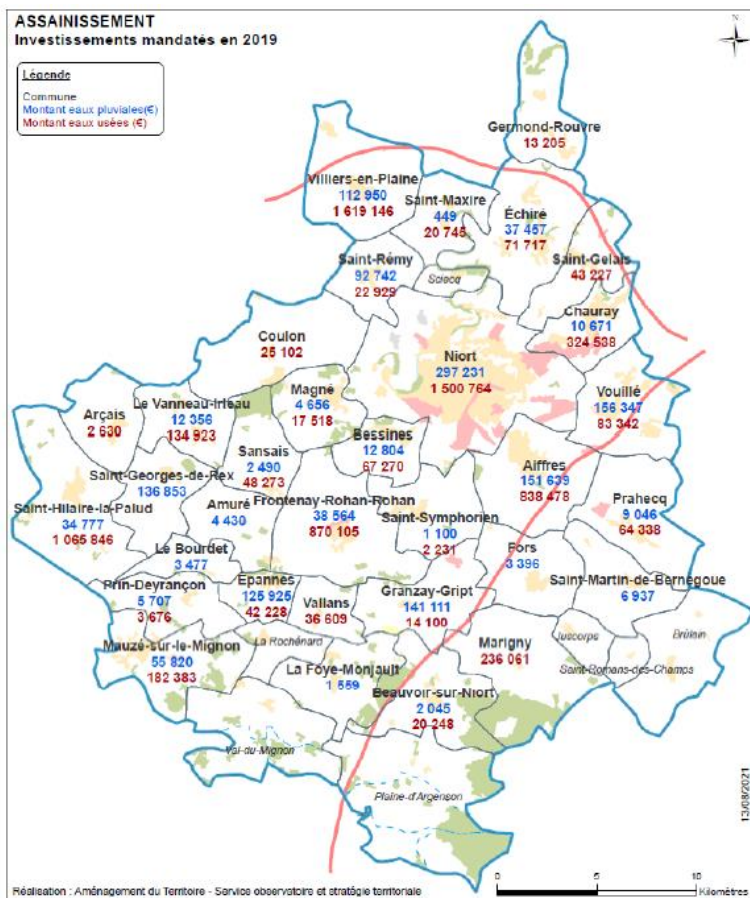 ASSAINISSEMENT
Investissements mandatés en 2019
N
Légende
Commune
Montant eaux pluviales(€)
Montant eaux usées (€)
Germond-Rouvre
13 205
Villiers-en-Plaine
112 950
1 619 146
Saint-Maxire
449
20 745
Échiré
37 457
71 717
Saint-Rémy
92 742
22 929
Sciecq
Saint-Gelais
43 227
Chauray
10 671
324 538
Coulon
25 102
Niort
297 231
1 500 764
Magné
4 656
17 518
Vouillé
156 347
83 342
Arçais
2 630
Le Vanneau-Irleau
12 356
134 923
Bessines
12 804
67 270
Sansais
2 490
48 273
Aiffres
151 639
838 478
Saint-Georges-de-Rex
136 853
Amuré
4 430
Frontenay-Rohan-Rohan
38 564
870 105
Saint-Symphorien
1 100
2 231
Prahecq
9 046
64 338
Saint-Hilaire-la-Palud
34 777
1 065 846
Le Bourdet
3 477
Fors
3 396
Saint-Martin-de-Bernegoue
6 937
Prin-Deyrançon
5 707
3 676
Epannes
125 925
42 228
Vallans
36 609
Granzay-Gript
141 111
14 100
Mauzé-sur-le-Mignon
55 820
182 383
La Rochénard
La Foye-Monjault
1 559
Marigny
236 061
Juscorps
Brûlain
Saint-Romans-des-Champs
Beauvoir-sur-Niort
2 045
20 248
Val-du-Mignon
Plaine-d'Argenson
13/08/2021
Réalisation : Aménagement du Territoire - Service observatoire et stratégie territoriale
0 5 10
Kilomètres